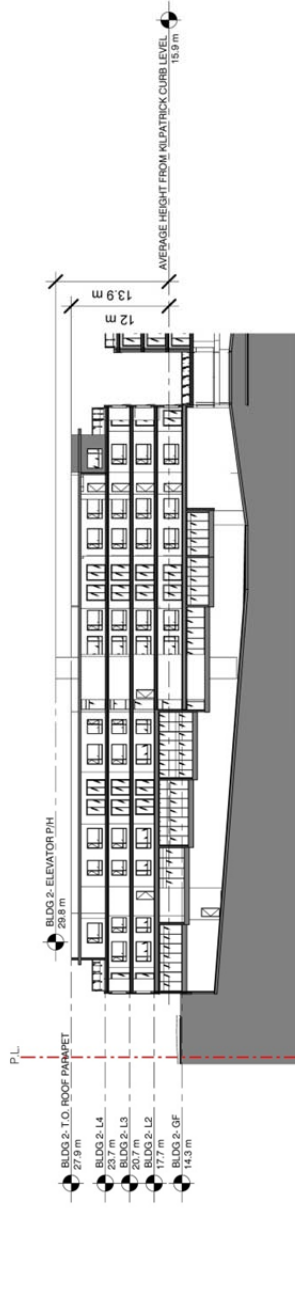 P.L.
BLDG 2- ELEVATOR P/H
29.8 m
BLDG 2- T.O. ROOF PARAPET
27.9 m
BLDG 2- L4
23.7 m
BLDG 2- L3
20.7 m
BLDG 2- L2
17.7 m
BLDG 2- GF
14.3 m
13.9 m
12 m
AVERAGE HEIGHT FROM KILPATRICK CURB LEVEL
15.9 m